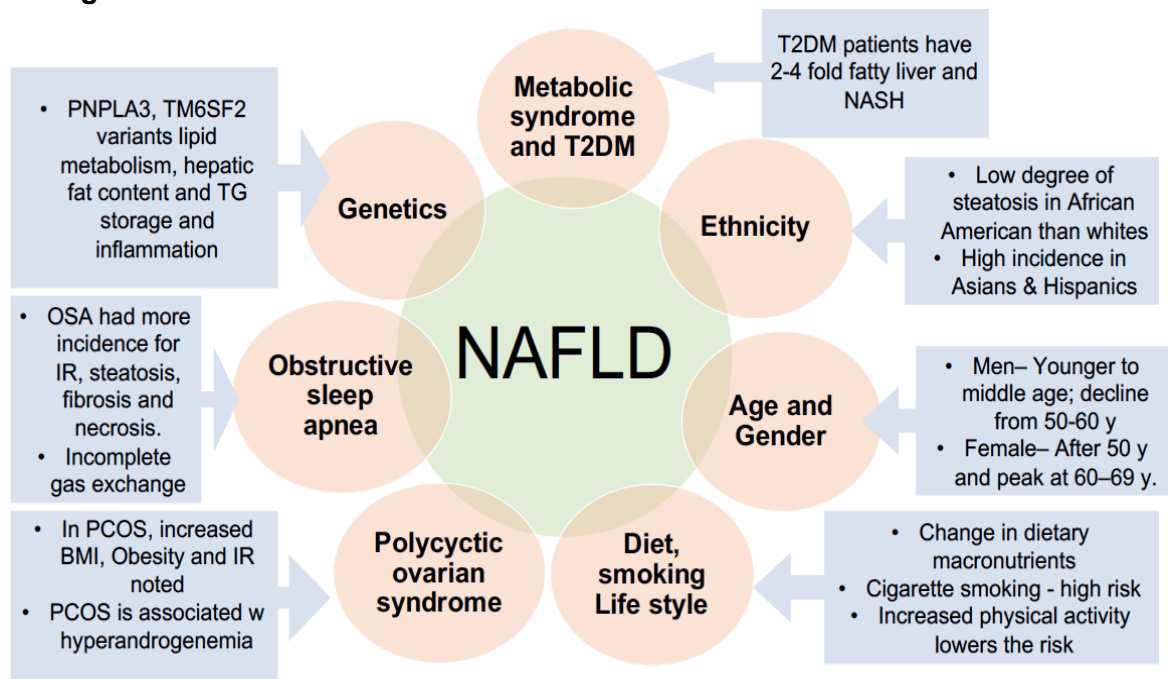 T2DM patients have
2-4 fold fatty liver and
NASH
Metabolic
syndrome
and T2DM
• PNPLA3, TM6SF2
variants lipid
metabolism, hepatic
fat content and TG
storage and
inflammation
Genetics
Ethnicity
• Low degree of
steatosis in African
American than whites
• High incidence in
Asians & Hispanics
NAFLD
• OSA had more
incidence for
IR, steatosis,
fibrosis and
necrosis.
• Incomplete
gas exchange
Obstructive
sleep
apnea
Age and
Gender
• Men– Younger to
middle age; decline
from 50-60 y
• Female– After 50 y
and peak at 60–69 y.
• In PCOS, increased
BMI, Obesity and IR
noted
• PCOS is associated w
hyperandrogenemia
Polycyctic
ovarian
syndrome
Diet,
smoking
Life style
• Change in dietary
macronutrients
• Cigarette smoking - high risk
• Increased physical activity
lowers the risk